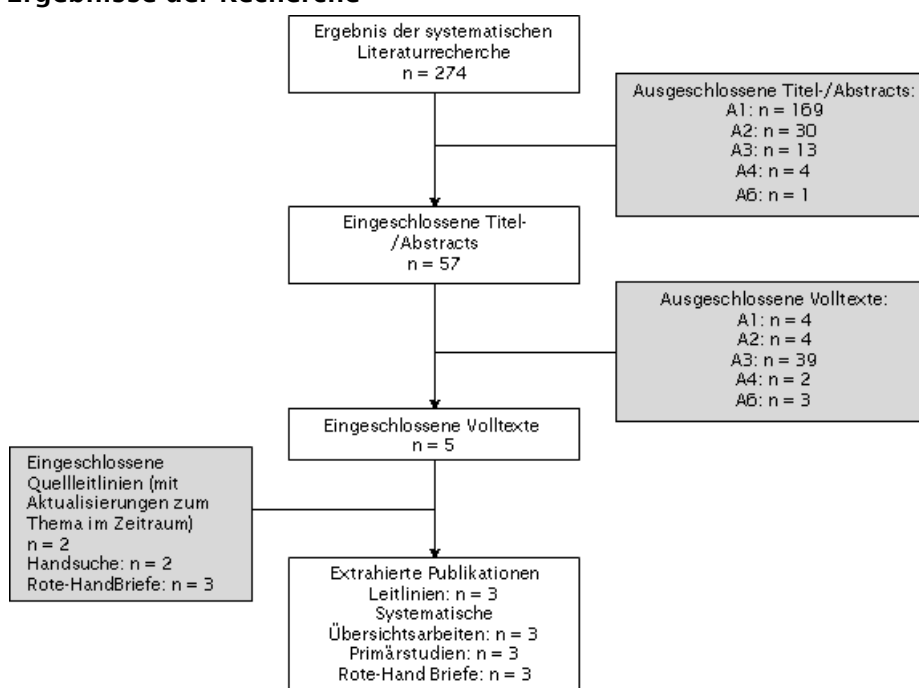 Ergebnisse der Recherche
Ergebnis der systematischen
Literaturrecherche
n = 274
Ausgeschlossene Titel-/Abstracts:
A1: n = 169
A2: n = 30
A3: n = 13
A4: n = 4
A6: n = 1
Eingeschlossene Titel-
/Abstracts
n = 57
Ausgeschlossene Volltexte:
A1: n = 4
A2: n = 4
A3: n = 39
A4: n = 2
A6: n = 3
Eingeschlossene Volltexte
n = 5
Eingeschlossene
Quellleitlinien (mit
Aktualisierungen zum
Thema im Zeitraum)
n = 2
Handsuche: n = 2
Rote-HandBriefe: n = 3
Extrahierte Publikationen
Leitlinien: n = 3
Systematische
Übersichtsarbeiten: n = 3
Primärstudien: n = 3
Rote-Hand Briefe: n = 3